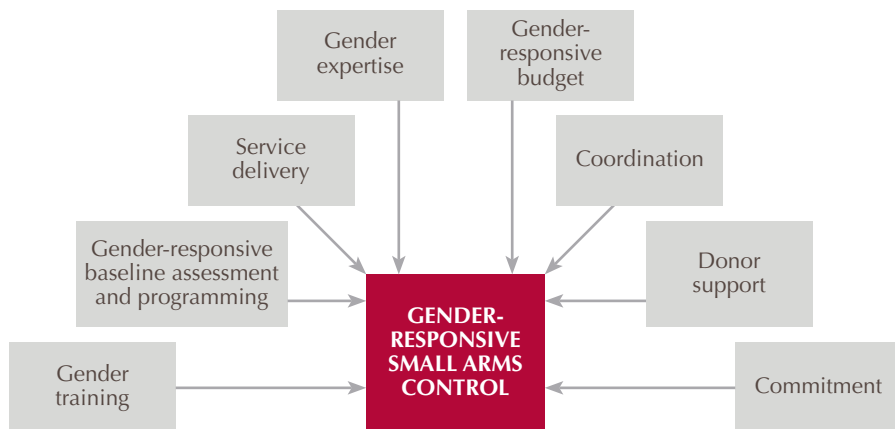 Gender
expertise
Gender-
responsive
budget
Service
delivery
Coordination
Gender-responsive
baseline assessment
and programming
Donor
support
GENDER-
RESPONSIVE
SMALL ARMS
CONTROL
Gender
training
Commitment